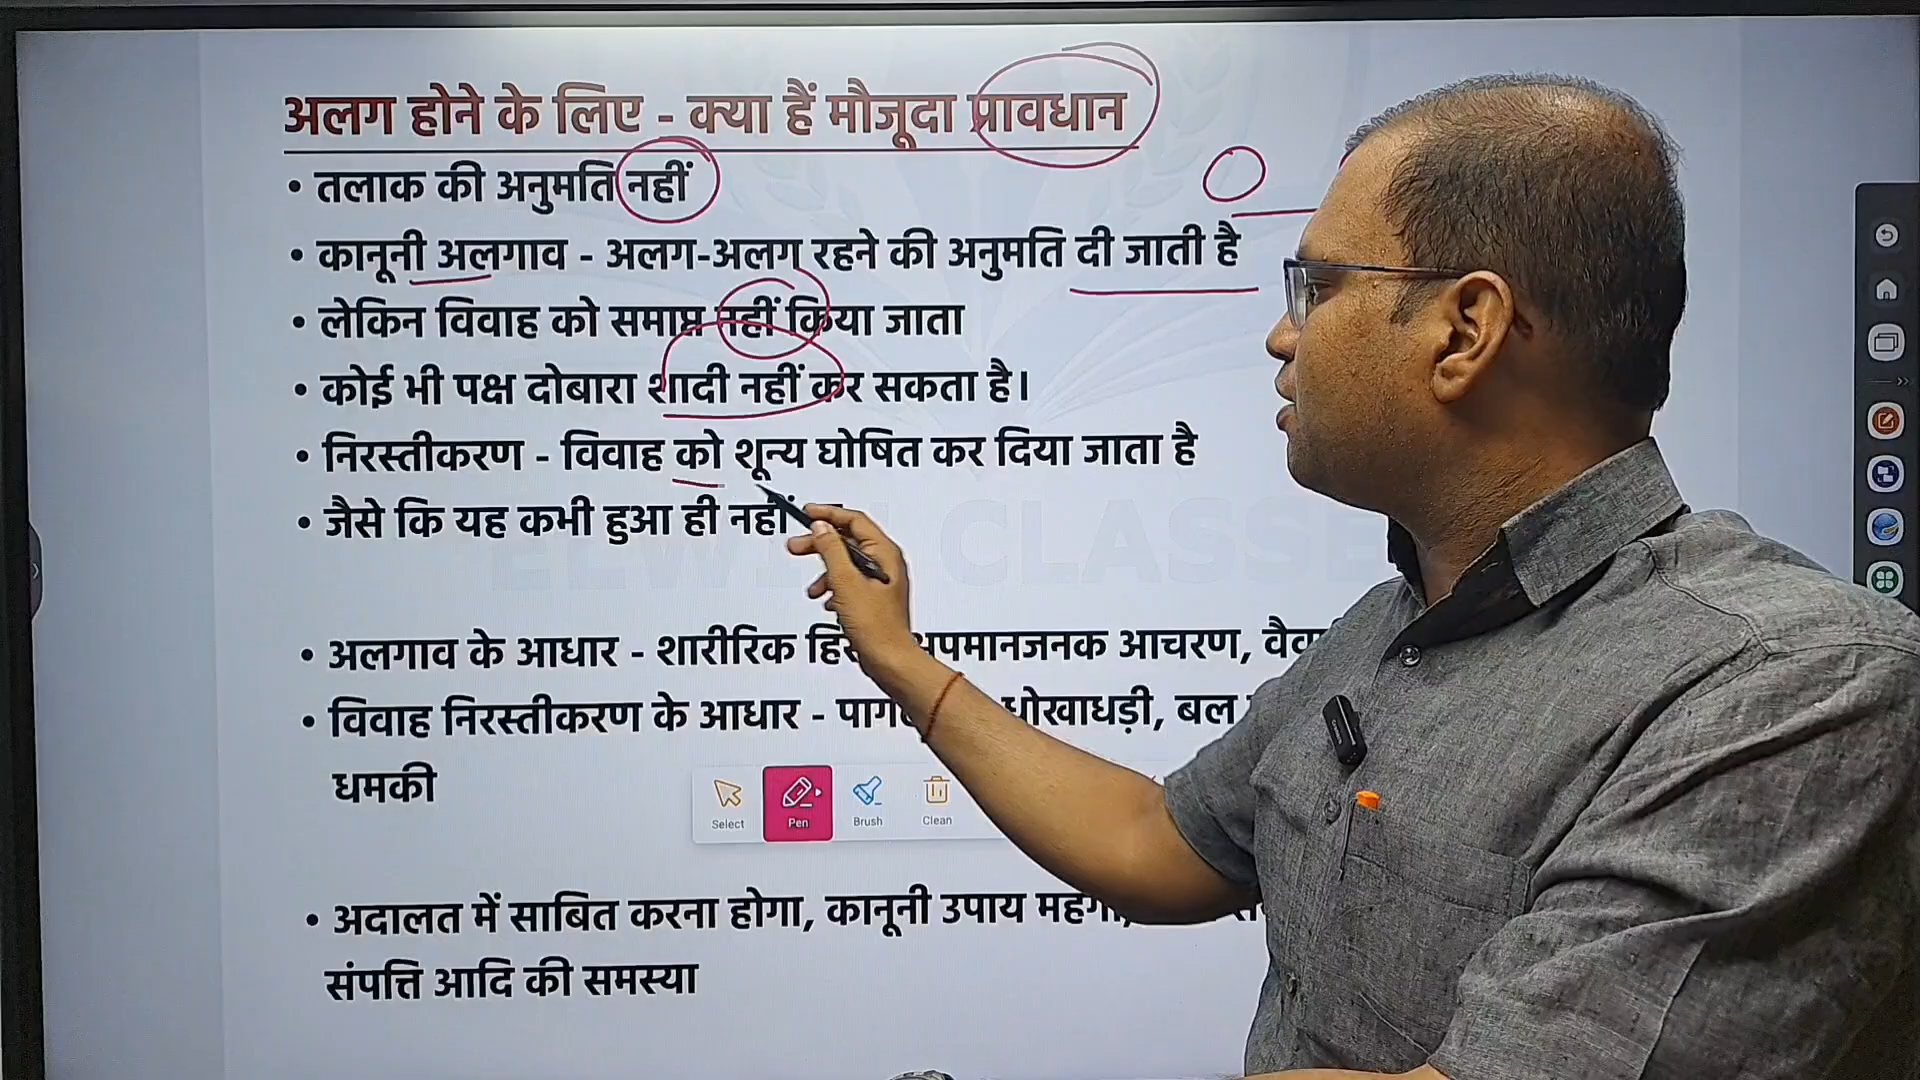 अलग होने के लिए - क्या हैं मौजूदा प्रावधान
• तलाक की अनुमति नहीं
• कानूनी अलगाव - अलग-अलग रहने की अनुमति दी जाती है
• लेकिन विवाह को समाप्त नहीं किया जाता
• कोई भी पक्ष दोबारा शादी नहीं कर सकता है।
• निरस्तीकरण - विवाह को शून्य घोषित कर दिया जाता है
• जैसे कि यह कभी हुआ ही नहीं
• अलगाव के आधार - शारीरिक अपमानजनक आचरण,
• विवाह निरस्तीकरण के आधार - धोखाधड़ी, बल
धमकी
Select Pen Brush Clean
• अदालत में साबित करना होगा, कानूनी उपाय
संपत्ति आदि की समस्या
CLASSE